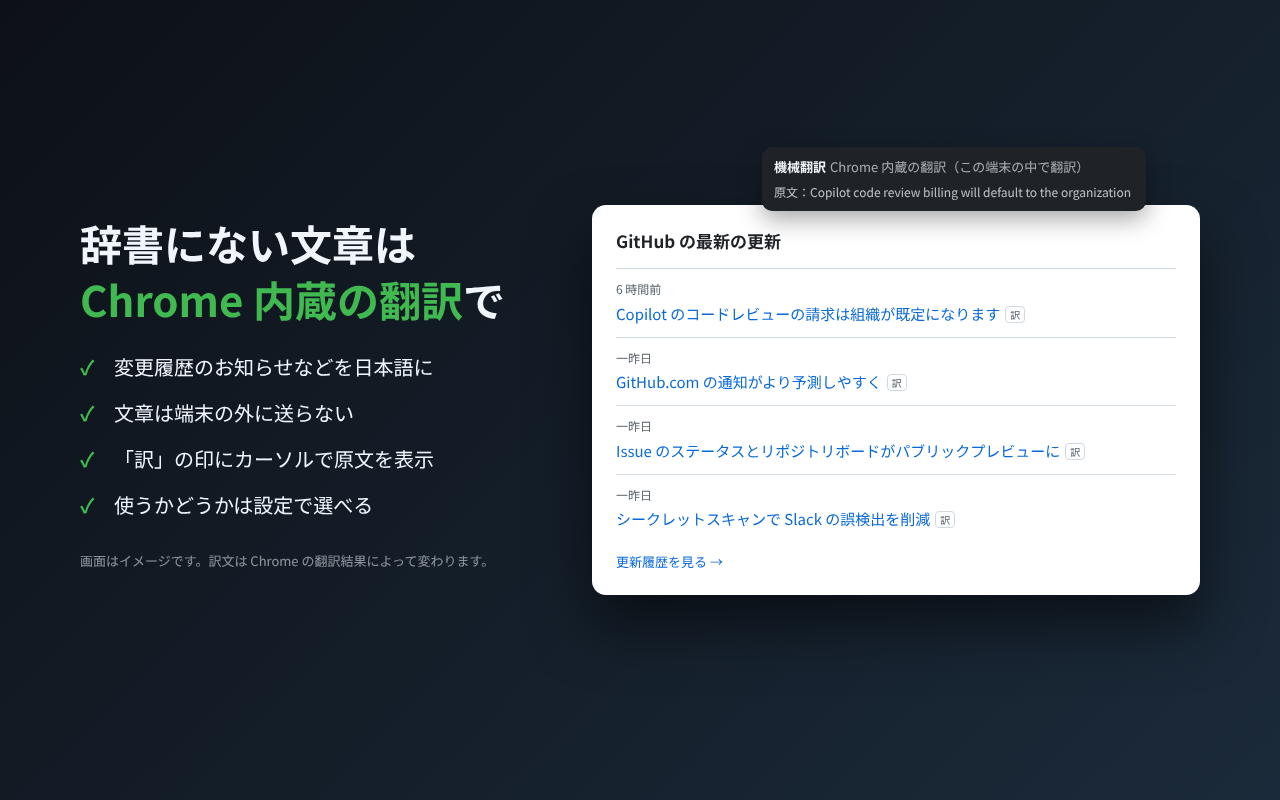 辞書にない文章は
Chrome 内蔵の翻訳で
✓ 変更履歴のお知らせなどを日本語に
✓ 文章は端末の外に送らない
✓ 「訳」の印にカーソルで原文を表示
✓ 使うかどうかは設定で選べる
画面はイメージです。訳文は Chrome の翻訳結果によって変わります。
機械翻訳 Chrome 内蔵の翻訳（この端末の中で翻訳）
原文：Copilot code review billing will default to the organization
GitHub の最新の更新
6 時間前
Copilot のコードレビューの請求は組織が既定になります 訳
一昨日
GitHub.com の通知がより予測しやすく 訳
一昨日
Issue のステータスとリポジトリボードがパブリックプレビューに 訳
一昨日
シークレットスキャンで Slack の誤検出を削減 訳
更新履歴を見る →